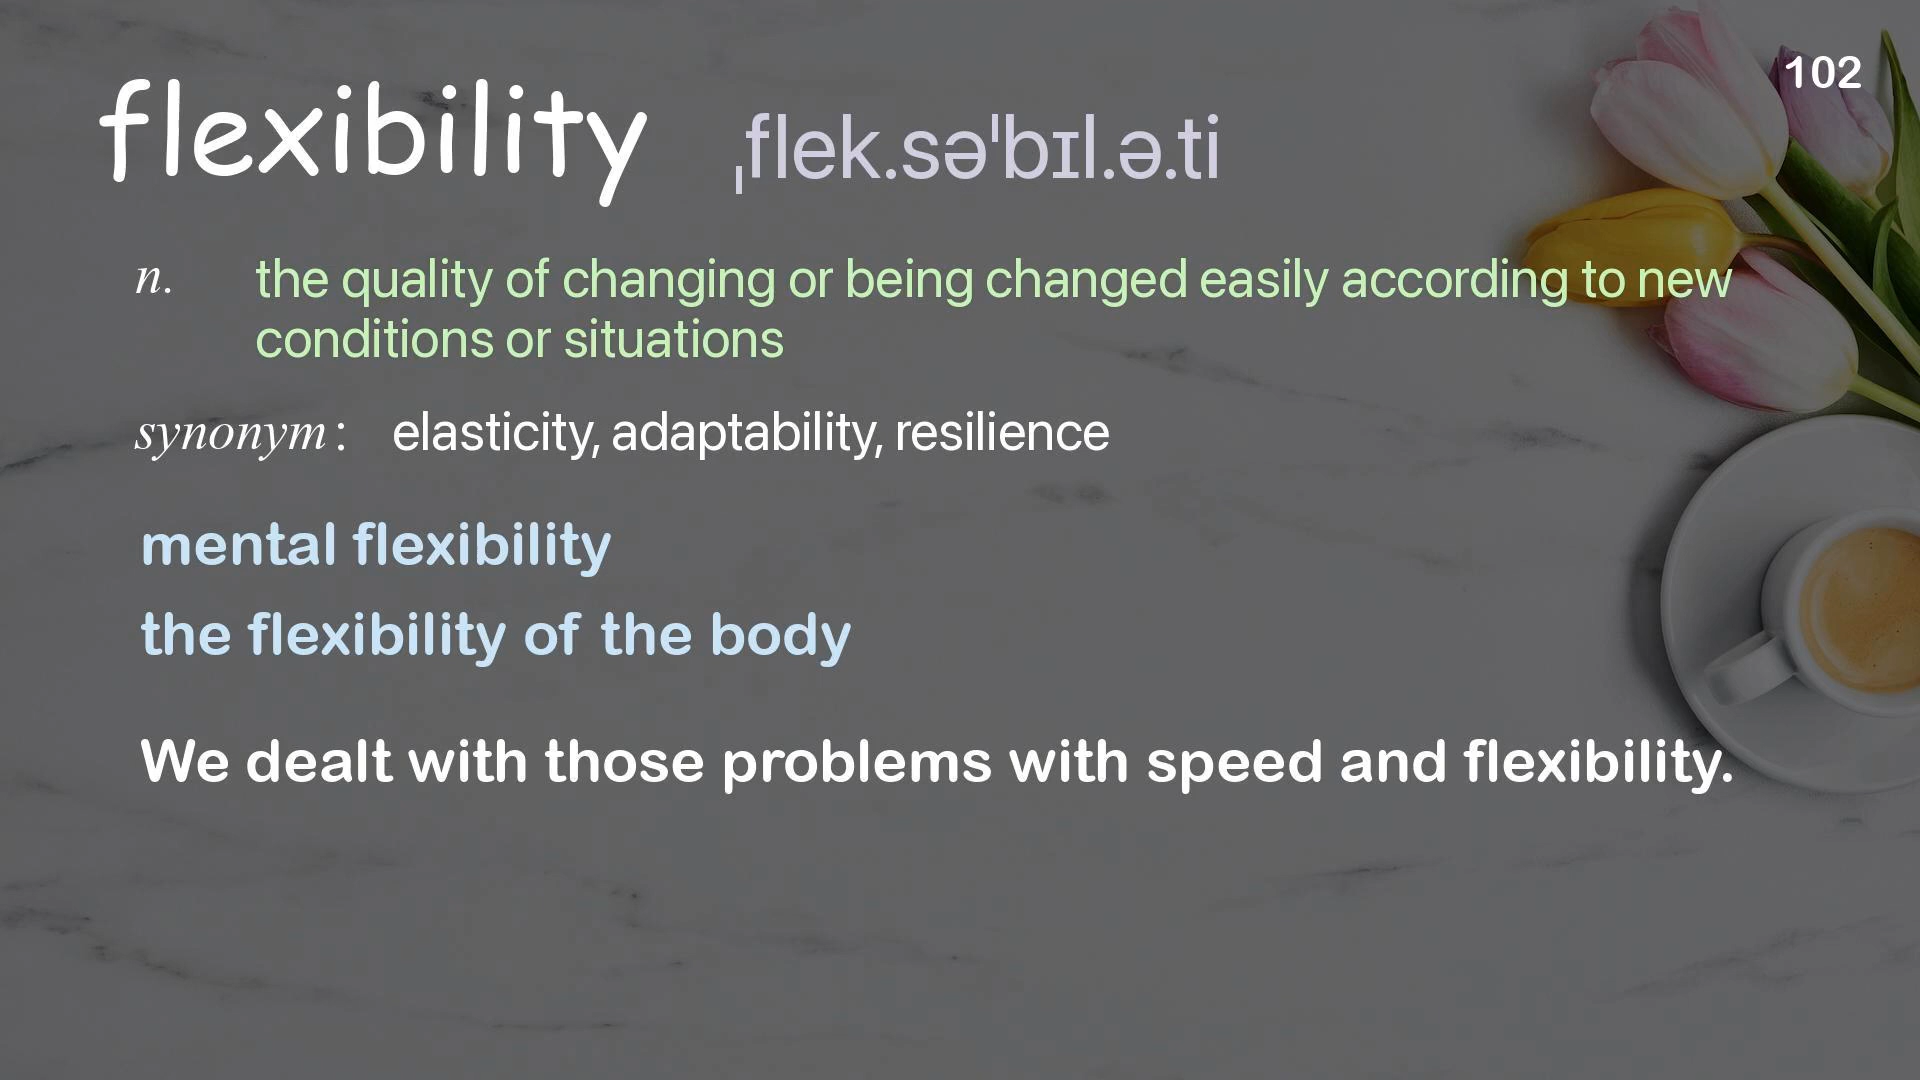 102
flexibility ˌflek.səˈbɪl.ə.ti
n. the quality of changing or being changed easily according to new
conditions or situations
synonym: elasticity, adaptability, resilience
mental flexibility
the flexibility of the body
We dealt with those problems with speed and flexibility.